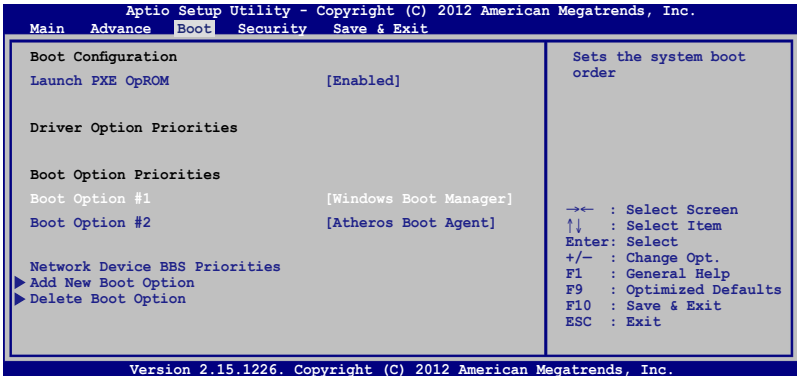 Aptio Setup Utility - Copyright (C) 2012 American Megatrends, Inc.
Main Advance Boot Security Save & Exit
Boot Configuration
Launch PXE OpROM [Enabled]
Driver Option Priorities
Boot Option Priorities
Boot Option #1 [Windows Boot Manager]
Boot Option #2 [Atheros Boot Agent]
Network Device BBS Priorities
Add New Boot Option
Delete Boot Option
Sets the system boot
order
→← : Select Screen
↑↓ : Select Item
Enter: Select
+/— : Change Opt.
F1 : General Help
F9 : Optimized Defaults
F10 : Save & Exit
ESC : Exit
Version 2.15.1226. Copyright (C) 2012 American Megatrends, Inc.